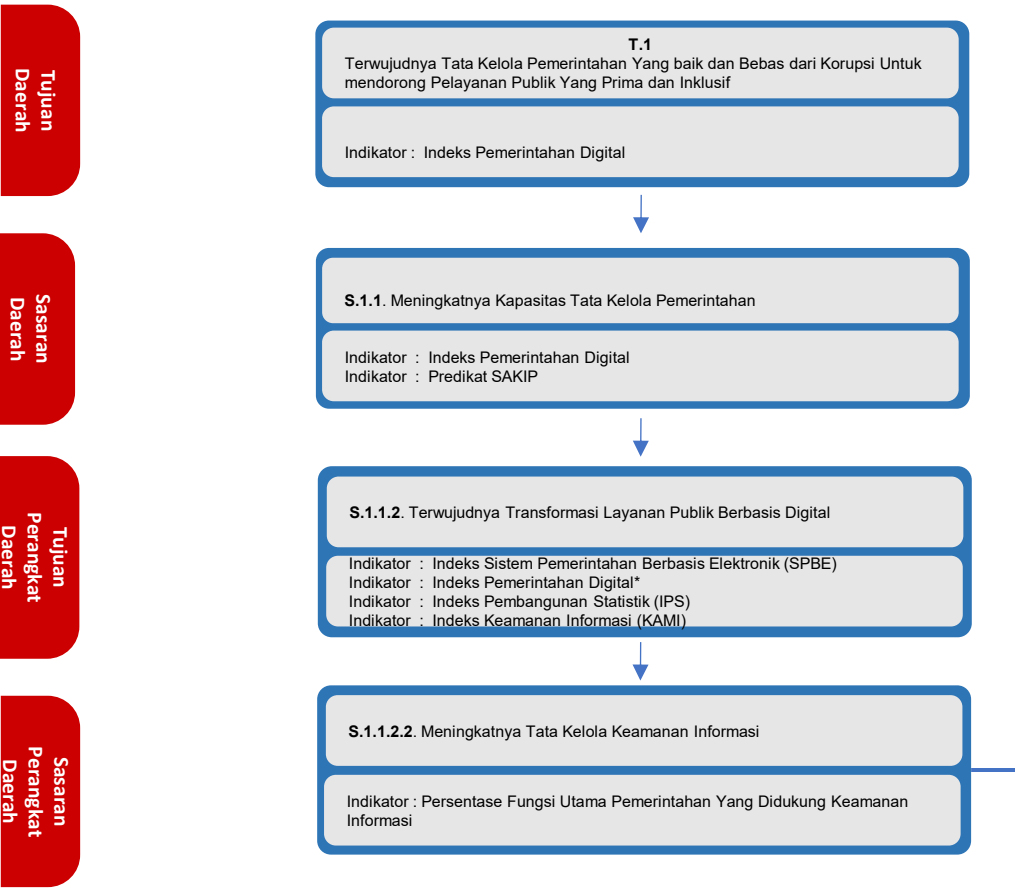 Tujuan
Daerah
T.1
Terwujudnya Tata Kelola Pemerintahan Yang baik dan Bebas dari Korupsi Untuk
mendorong Pelayanan Publik Yang Prima dan Inklusif
Indikator : Indeks Pemerintahan Digital
Sasaran
Daerah
S.1.1. Meningkatnya Kapasitas Tata Kelola Pemerintahan
Indikator : Indeks Pemerintahan Digital
Indikator : Predikat SAKIP
Tujuan
Perangkat
Daerah
S.1.1.2. Terwujudnya Transformasi Layanan Publik Berbasis Digital
Indikator : Indeks Sistem Pemerintahan Berbasis Elektronik (SPBE)
Indikator : Indeks Pemerintahan Digital*
Indikator : Indeks Pembangunan Statistik (IPS)
Indikator : Indeks Keamanan Informasi (KAMI)
Sasaran
Perangkat
Daerah
S.1.1.2.2. Meningkatnya Tata Kelola Keamanan Informasi
Indikator : Persentase Fungsi Utama Pemerintahan Yang Didukung Keamanan
Informasi